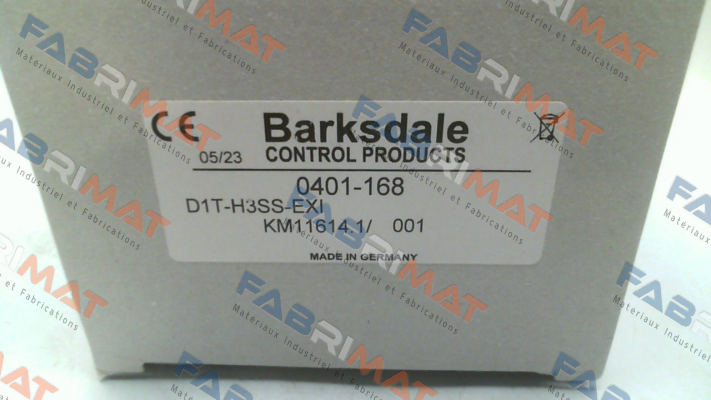 CE
Barksdale
05/23 CONTROL PRODUCTS
0401-168
D1T-H3SS-EXI
KM11614.1/ 001
MADE IN GERMANY
FABRIMAT
Matériaux Industriel et Fabrications